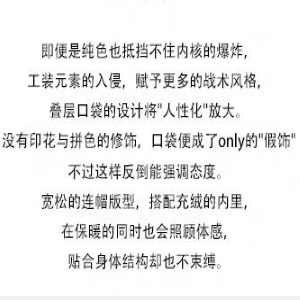 即便是纯色也抵挡不住内核的爆炸，
工装元素的入侵，赋予更多的战术风格，
叠层口袋的设计将"人性化"放大。
没有印花与拼色的修饰，口袋便成了only的"假饰"
不过这样反倒能强调态度。
宽松的连帽版型，搭配充绒的内里，
在保暖的同时也会照顾体感，
贴合身体结构却也不束缚。